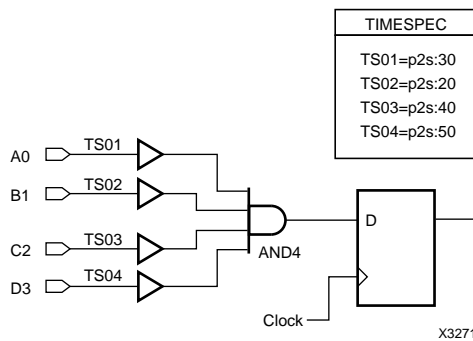 TIMESPEC
TS01=p2s:30
TS02=p2s:20
TS03=p2s:40
TS04=p2s:50
A0
TS01
B1
TS02
C2
TS03
D3
TS04
AND4
D
Clock
X3271